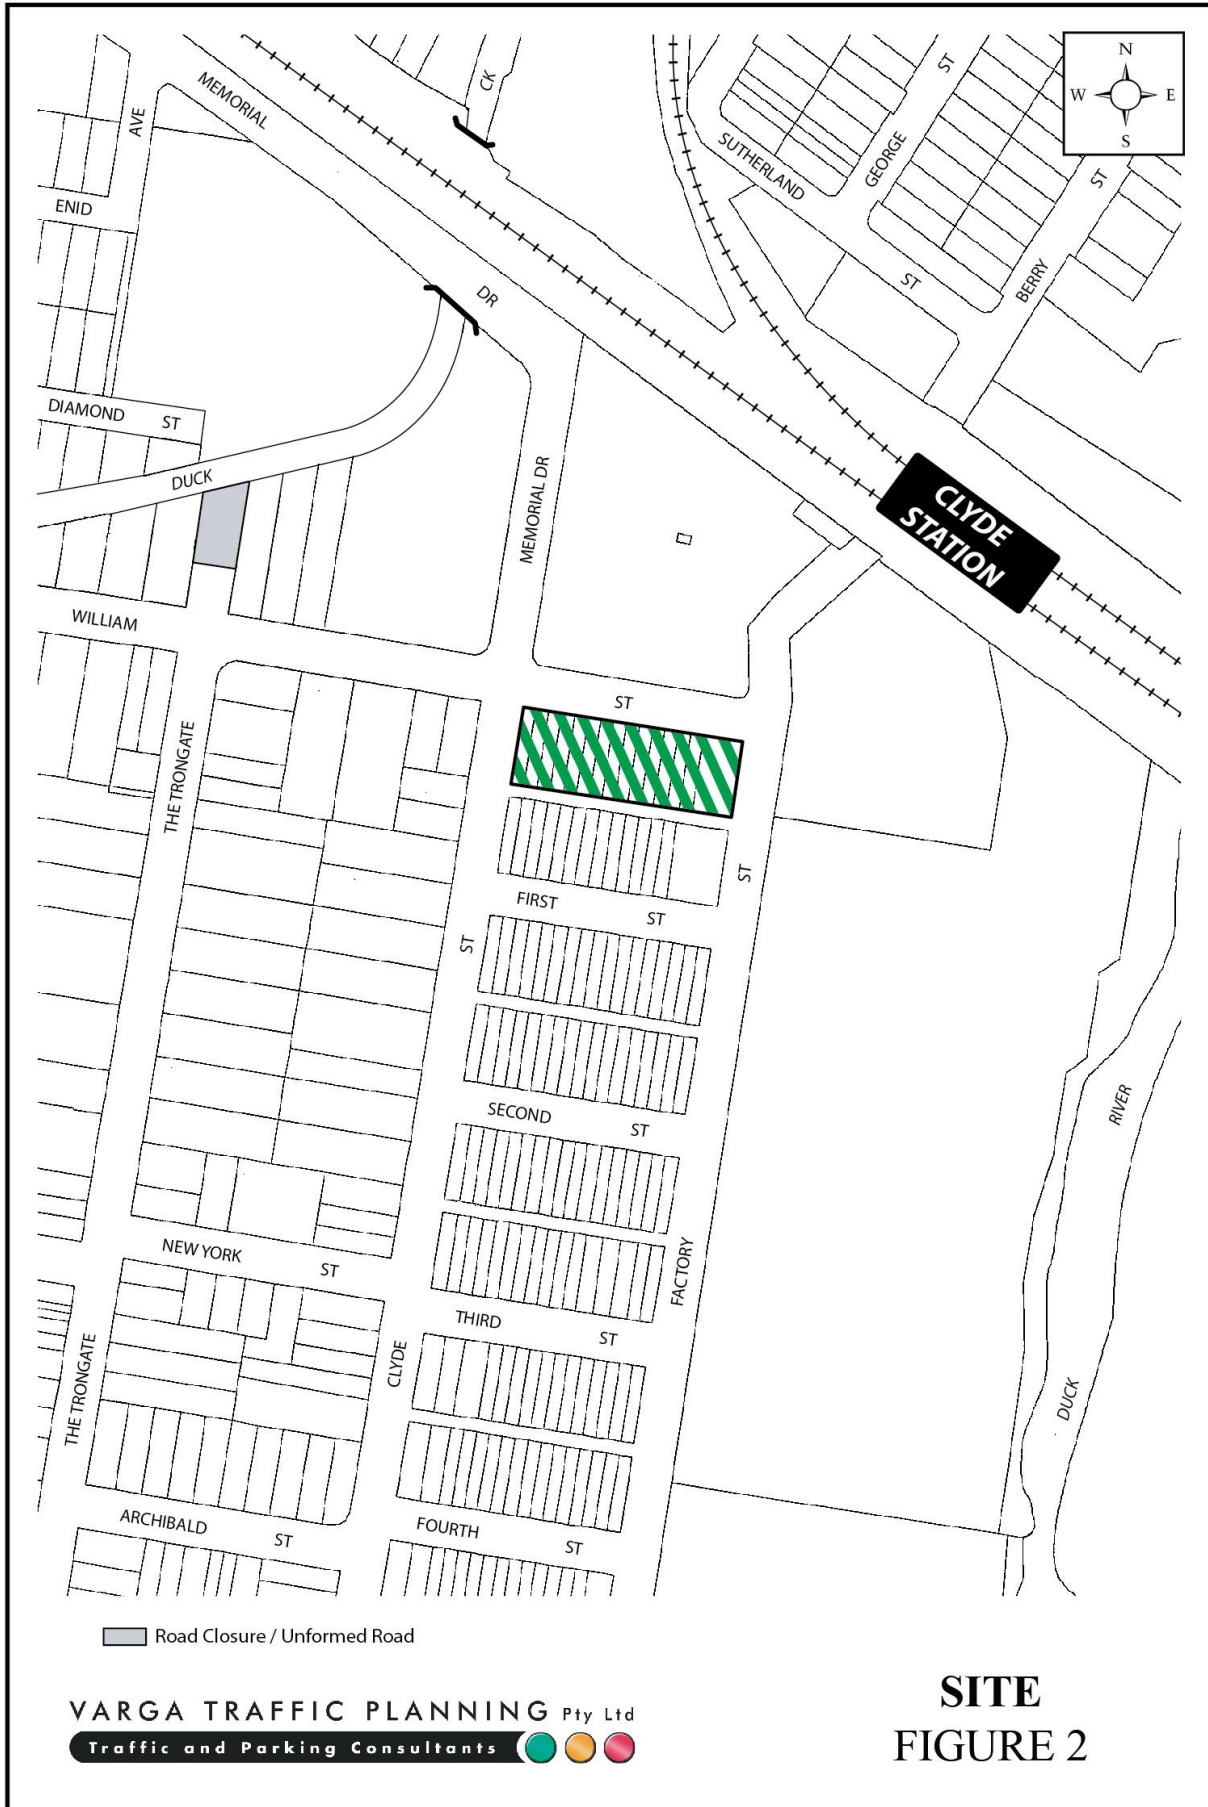 N
W E
S
MEMORIAL
CK
ST
AVE
SUTHERLAND
GEORGE
ST
ENID
DR
ST
BERRY
DIAMOND ST
DUCK
MEMORIAL DR
CLYDE
STATION
WILLIAM
ST
THE TRONGATE
ST
FIRST ST
ST
SECOND ST
RIVER
NEW YORK ST
FACTORY
THIRD ST
THE TRONGATE
CLYDE
DUCK
ARCHIBALD ST
FOURTH ST
Road Closure / Unformed Road
VARGA TRAFFIC PLANNING Pty Ltd
Traffic and Parking Consultants
SITE
FIGURE 2